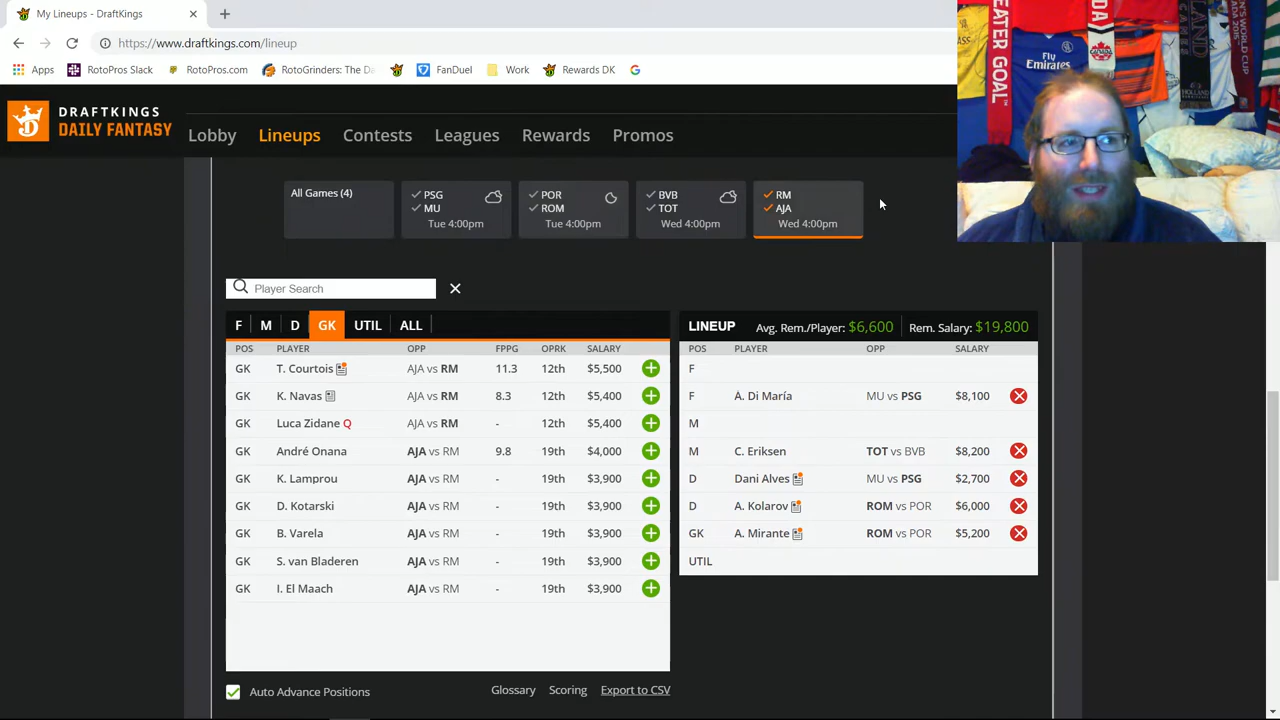 My Lineups - DraftKings
https://www.draftkings.com/lineup
Apps
RotoPros Slack
RotoPros.com
RotoGrinders: The Da
FanDuel
Work
Rewards DK
DRAFTKINGS
DAILY FANTASY
Lobby
Lineups
Contests
Leagues
Rewards
Promos
EATER GOAL
DA
Fly
Emirates
All Games (4)
PSG
MU
Tue 4:00pm
POR
ROM
Tue 4:00pm
BVB
TOT
Wed 4:00pm
RM
AJA
Wed 4:00pm
Player Search
F M D GK UTIL ALL
POS PLAYER OPP FPPG OPRK SALARY
GK T. Courtois AJA vs RM 11.3 12th $5,500
GK K. Navas AJA vs RM 8.3 12th $5,400
GK Luca Zidane Q AJA vs RM - 12th $5,400
GK André Onana AJA vs RM 9.8 19th $4,000
GK K. Lamprou AJA vs RM - 19th $3,900
GK D. Kotarski AJA vs RM - 19th $3,900
GK B. Varela AJA vs RM - 19th $3,900
GK S. van Bladeren AJA vs RM - 19th $3,900
GK I. El Maach AJA vs RM - 19th $3,900
Auto Advance Positions
Glossary Scoring Export to CSV
LINEUP Avg. Rem./Player: $6,600 Rem. Salary: $19,800
POS PLAYER OPP SALARY
F
F A. Di María MU vs PSG $8,100
M
M C. Eriksen TOT vs BVB $8,200
D Dani Alves MU vs PSG $2,700
D A. Kolarov ROM vs POR $6,000
GK A. Mirante ROM vs POR $5,200
UTIL